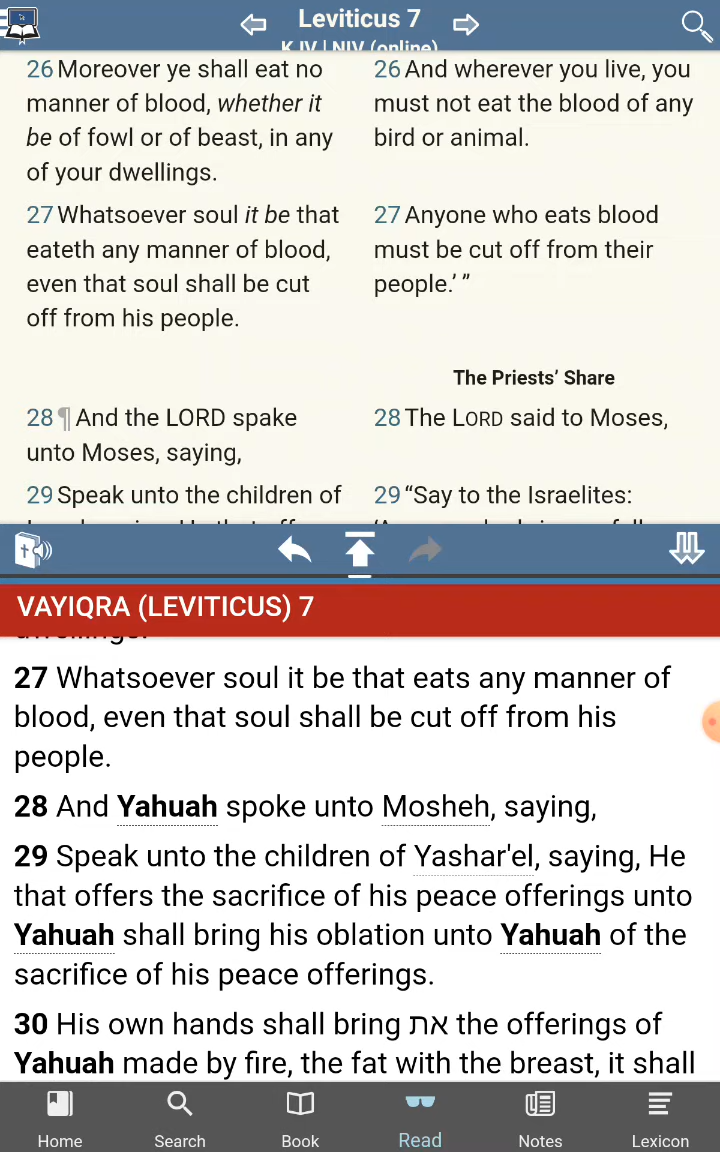 Leviticus 7
KJV | NIV (online)
26 Moreover ye shall eat no
manner of blood, whether it
be of fowl or of beast, in any
of your dwellings.
27 Whatsoever soul it be that
eateth any manner of blood,
even that soul shall be cut
off from his people.
28 ¶ And the LORD spake
unto Moses, saying,
29 Speak unto the children of
26 And wherever you live, you
must not eat the blood of any
bird or animal.
27 Anyone who eats blood
must be cut off from their
people.’ ”
The Priests’ Share
28 The LORD said to Moses,
29 “Say to the Israelites:
VAYIQRA (LEVITICUS) 7
dwellings.
27 Whatsoever soul it be that eats any manner of
blood, even that soul shall be cut off from his
people.
28 And Yahuah spoke unto Mosheh, saying,
29 Speak unto the children of Yashar'el, saying, He
that offers the sacrifice of his peace offerings unto
Yahuah shall bring his oblation unto Yahuah of the
sacrifice of his peace offerings.
30 His own hands shall bring את the offerings of
Yahuah made by fire, the fat with the breast, it shall
Home
Search
Book
Read
Notes
Lexicon